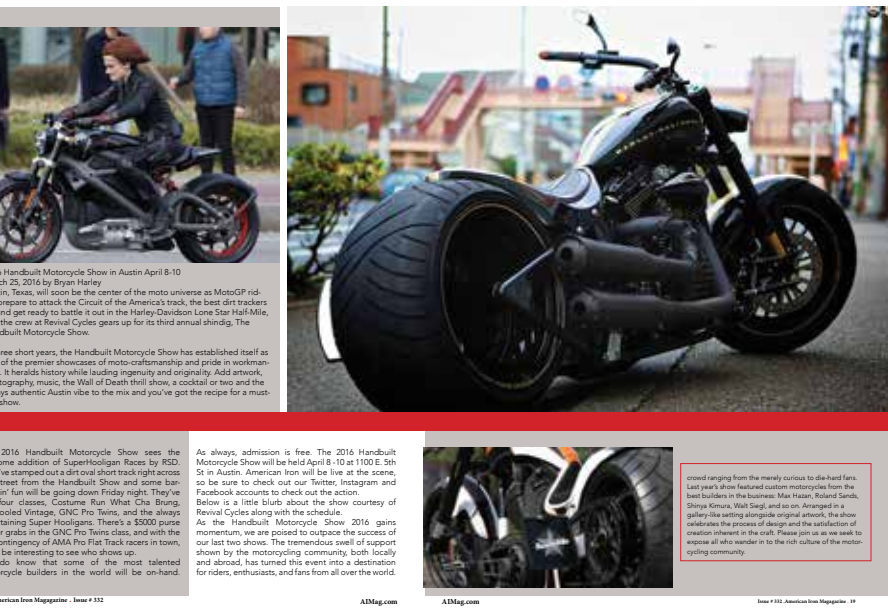 Handbuilt Motorcycle Show in Austin April 8-10
ch 25, 2016 by Bryan Harley
in, Texas, will soon be the center of the moto universe as MotoGP rid-
prepare to attack the Circuit of the America's track, the best dirt trackers
nd get ready to battle it out in the Harley-Davidson Lone Star Half-Mile,
the crew at Revival Cycles gears up for its third annual shindig, The
dbuilt Motorcycle Show.
ree short years, the Handbuilt Motorcycle Show has established itself as
of the premier showcases of moto-craftsmanship and pride in workman-
. It heralds history while lauding ingenuity and originality. Add artwork,
tography, music, the Wall of Death thrill show, a cocktail or two and the
ys authentic Austin vibe to the mix and you've got the recipe for a must-
show.
HARLEY-DAVIDSON
2016 Handbuilt Motorcycle Show sees the
ome addition of SuperHooligan Races by RSD.
've stamped out a dirt oval short track right across
treet from the Handbuilt Show and some bar-
in' fun will be going down Friday night. They've
four classes, Costume Run What Cha Brung,
ooled Vintage, GNC Pro Twins, and the always
rtaining Super Hooligans. There's a $5000 purse
r grabs in the GNC Pro Twins class, and with the
ontingency of AMA Pro Flat Track racers in town,
be interesting to see who shows up.
do know that some of the most talented
rcycle builders in the world will be on-hand.
As always, admission is free. The 2016 Handbuilt
Motorcycle Show will be held April 8 -10 at 1100 E. 5th
St in Austin. American Iron will be live at the scene,
so be sure to check out our Twitter, Instagram and
Facebook accounts to check out the action.
Below is a little blurb about the show courtesy of
Revival Cycles along with the schedule.
As the Handbuilt Motorcycle Show 2016 gains
momentum, we are poised to outpace the success of
our last two shows. The tremendous swell of support
shown by the motorcycling community, both locally
and abroad, has turned this event into a destination
for riders, enthusiasts, and fans from all over the world.
crowd ranging from the merely curious to die-hard fans.
Last year's show featured custom motorcycles from the
best builders in the business: Max Hazan, Roland Sands,
Shinya Kimura, Walt Siegl, and so on. Arranged in a
gallery-like setting alongside original artwork, the show
celebrates the process of design and the satisfaction of
creation inherent in the craft. Please join us as we seek to
expose all who wander in to the rich culture of the motor-
cycling community.
merican Iron Magagazine . Issue # 332
AIMag.com
AIMag.com
Issue # 332 .American Iron Magagazine . 19